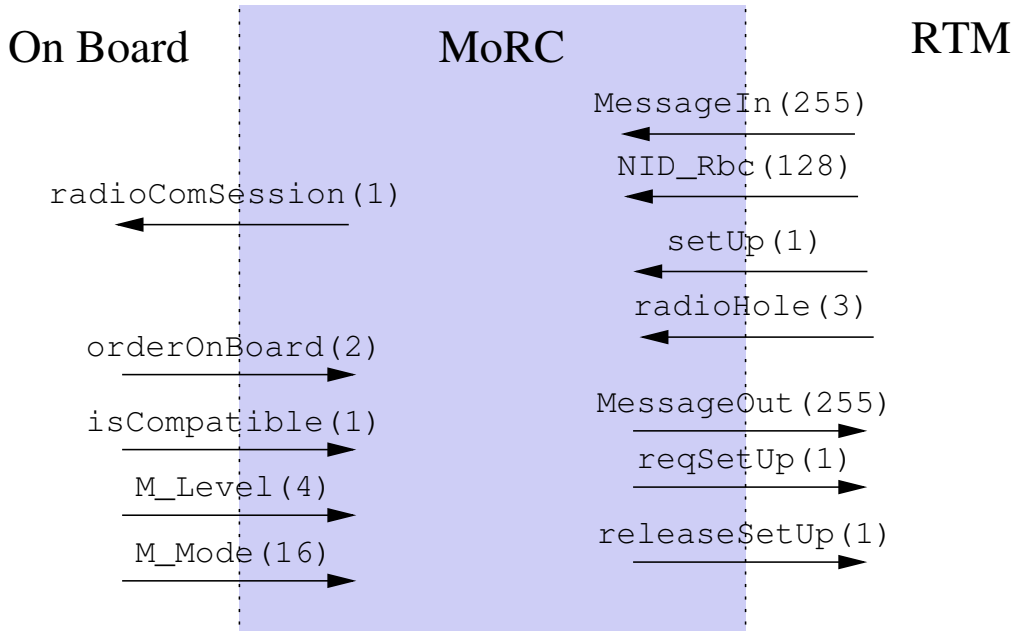 On Board
MoRC
RTM
MessageIn(255)
NID_Rbc(128)
radioComSession(1)
setUp(1)
radioHole(3)
orderOnBoard(2)
MessageOut(255)
isCompatible(1)
reqSetUp(1)
M_Level(4)
releaseSetUp(1)
M_Mode(16)